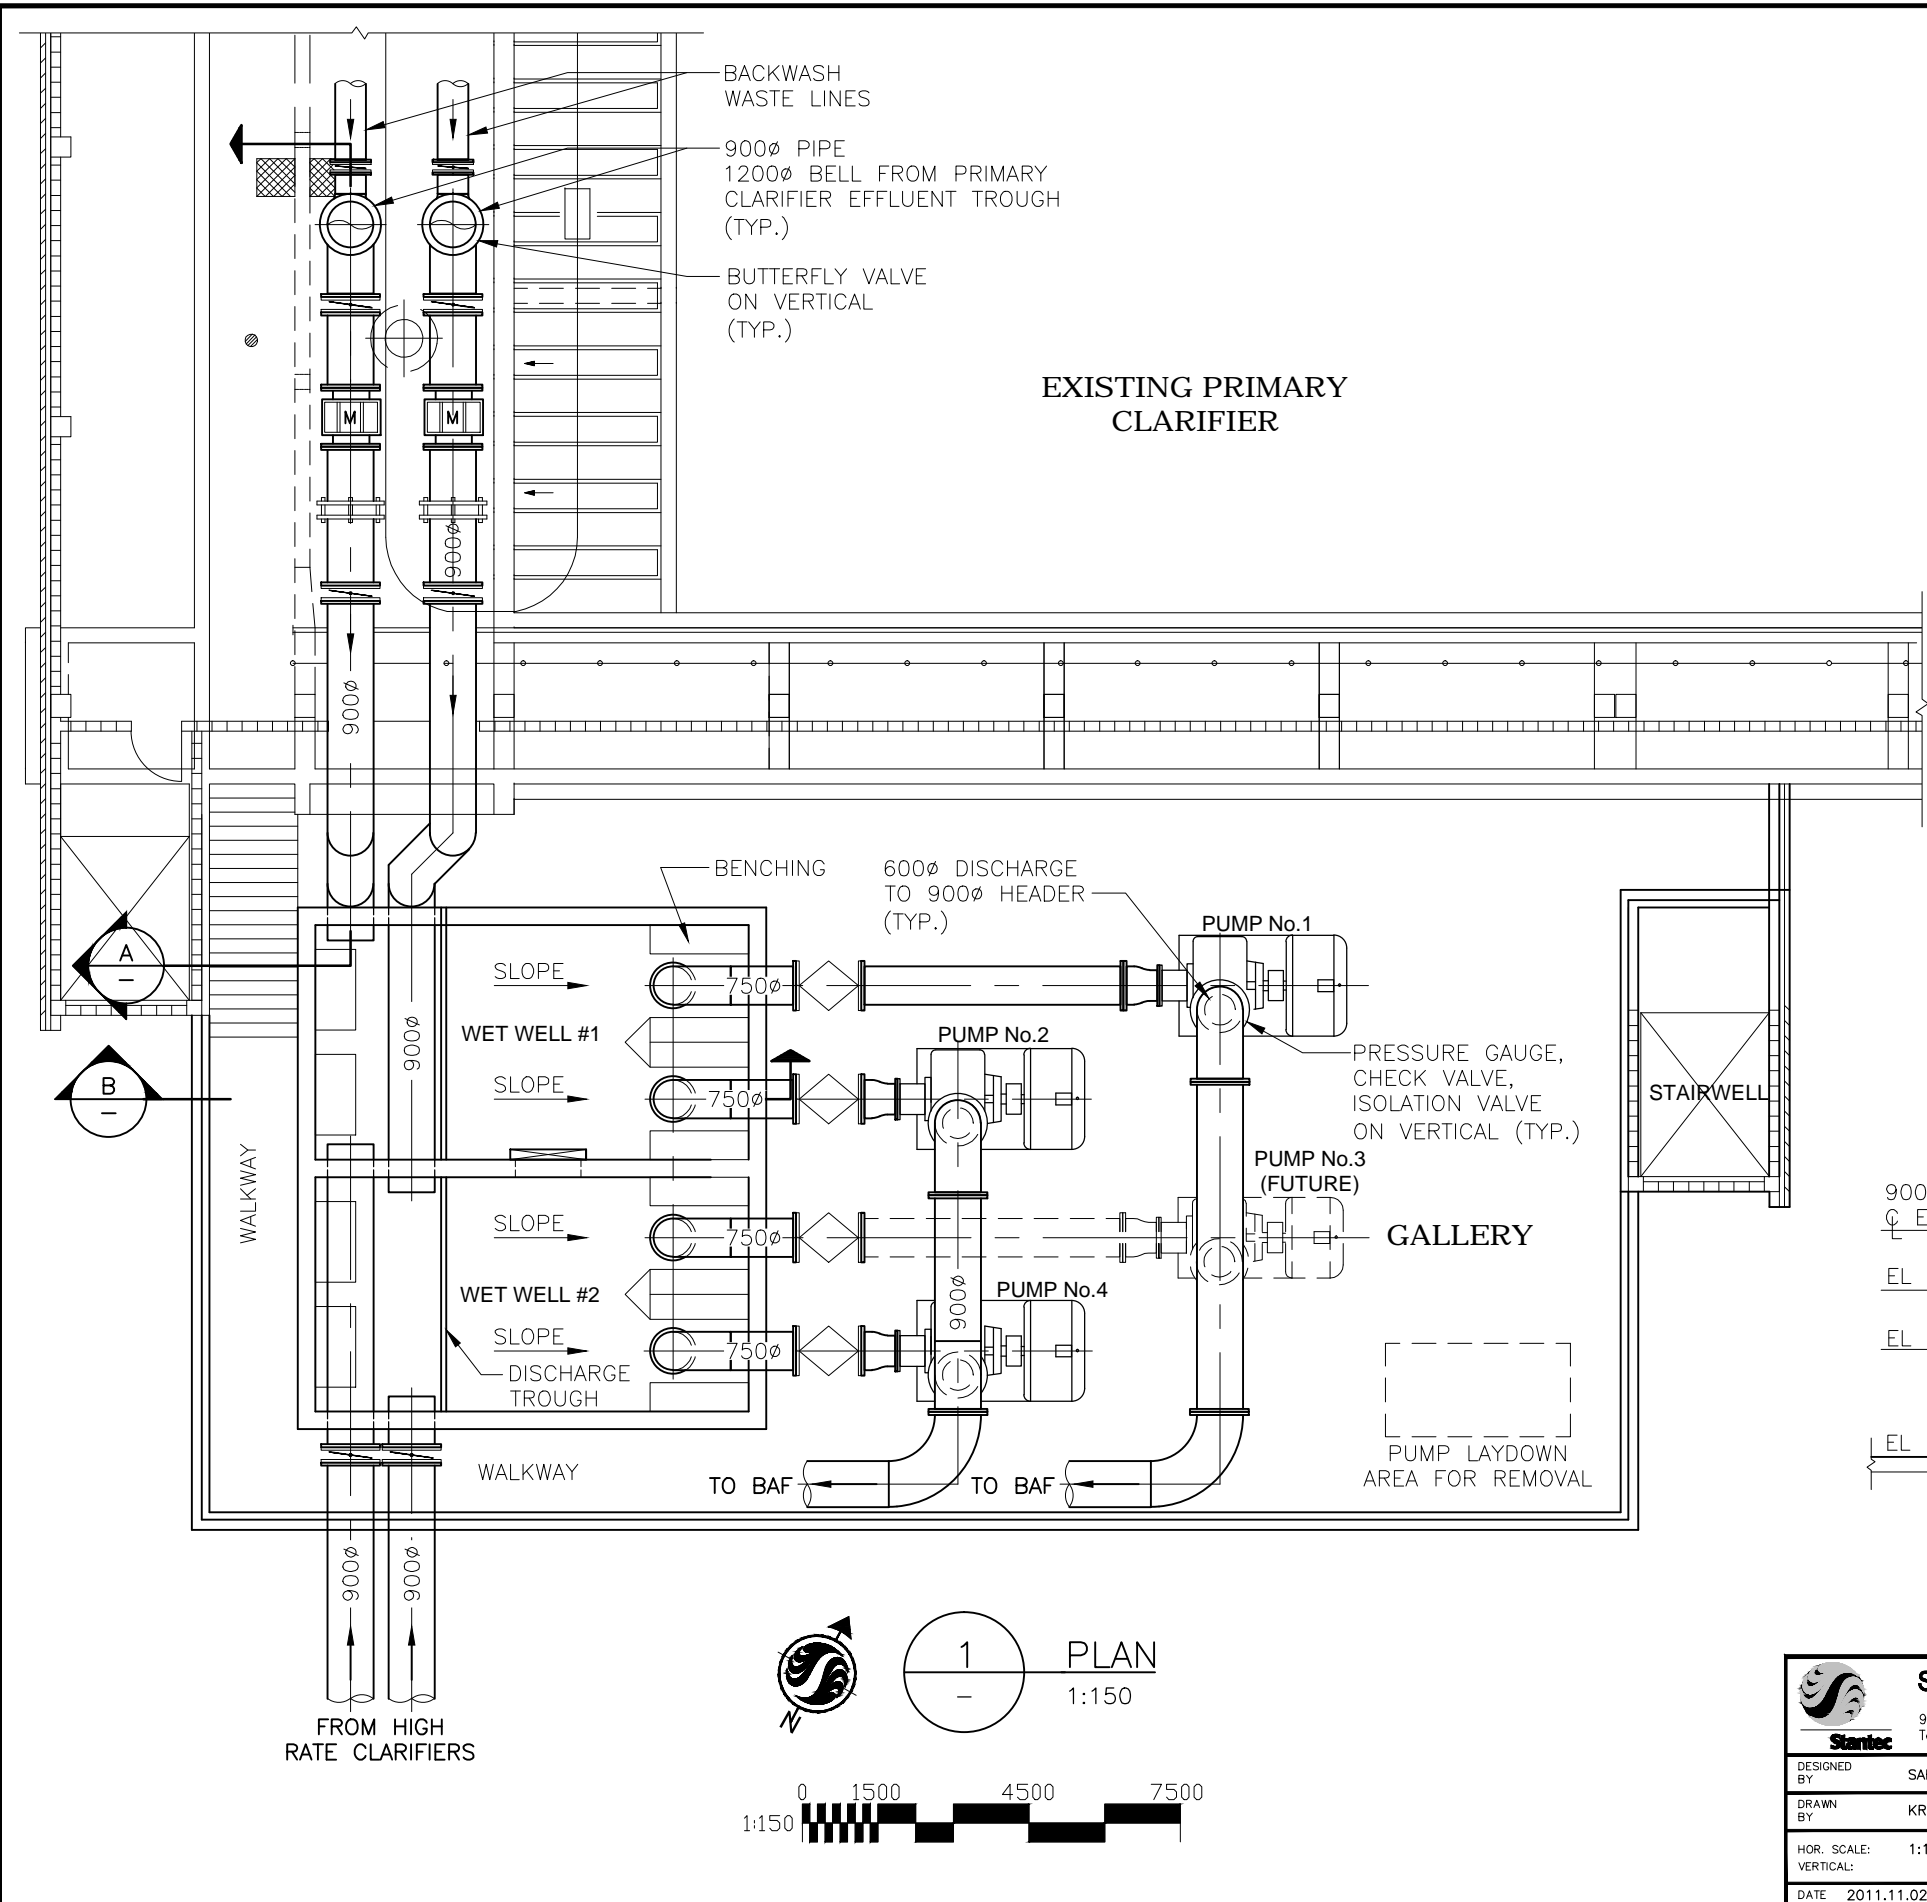 BACKWASH
WASTE LINES
900ø PIPE
1200ø BELL FROM PRIMARY
CLARIFIER EFFLUENT TROUGH
(TYP.)
BUTTERFLY VALVE
ON VERTICAL
(TYP.)
EXISTING PRIMARY
CLARIFIER
M
M
900ø
900ø
BENCHING
600ø DISCHARGE
TO 900ø HEADER
(TYP.)
PUMP No.1
A
–
SLOPE
750ø
WET WELL #1
900ø
PUMP No.2
PRESSURE GAUGE,
CHECK VALVE,
ISOLATION VALVE
ON VERTICAL (TYP.)
B
–
SLOPE
750ø
STAIRWELL
WALKWAY
PUMP No.3
(FUTURE)
SLOPE
750ø
GALLERY
900
℄ E
EL
WET WELL #2
900ø
PUMP No.4
SLOPE
750ø
EL
DISCHARGE
TROUGH
PUMP LAYDOWN
AREA FOR REMOVAL
EL
WALKWAY
TO BAF
TO BAF
900ø
900ø
FROM HIGH
RATE CLARIFIERS
N
1
–
PLAN
1:150
0 1500 4500 7500
1:150
Stantec
S
9
T
DESIGNED
BY
SA
DRAWN
BY
KR
HOR. SCALE: 1:1
VERTICAL:
DATE 2011.11.02